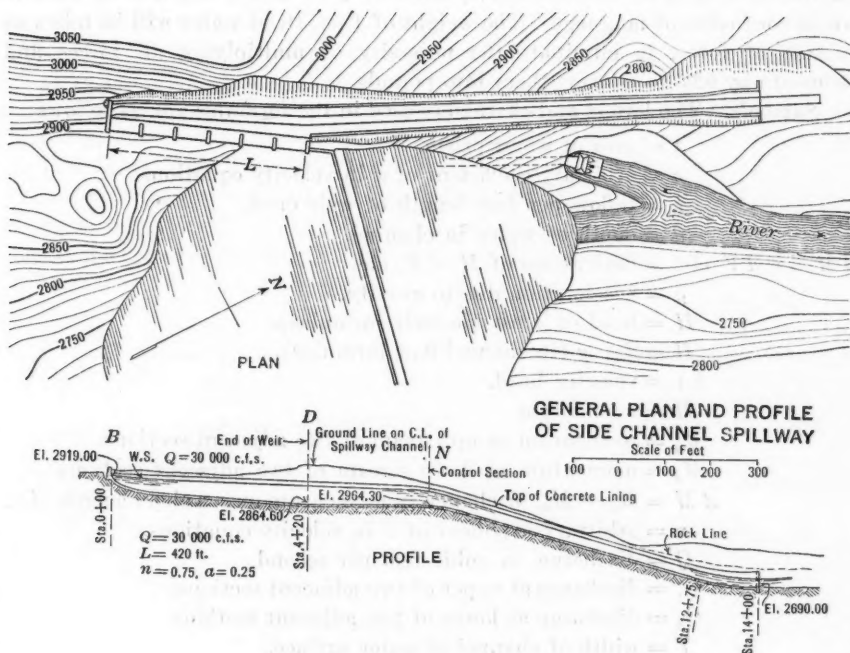 3050
3000
2950
2900
2850
2800
2750
3000
2950
2900
2850
2800
L
N
PLAN
River
2750
2800
GENERAL PLAN AND PROFILE
OF SIDE CHANNEL SPILLWAY
Scale of Feet
100 0 100 200 300
B
D
N
El. 2919.00
W.S. Q=30 000 c.f.s.
End of Weir
Ground Line on C.L. of
Spillway Channel
Control Section
Top of Concrete Lining
Rock Line
El. 2964.30
El. 2864.60
Sta.0+00
Sta.4+20
Q=30 000 c.f.s.
L=420 ft.
n=0.75, a=0.25
PROFILE
Sta.12+75
Sta.14+00
El. 2690.00